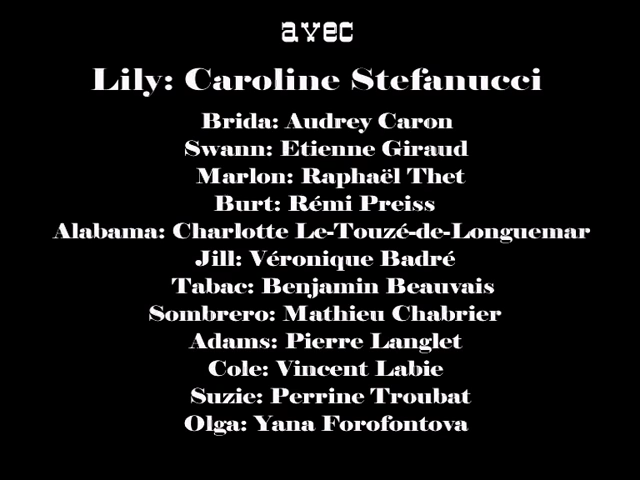 avec
Lily: Caroline Stefanucci
Brida: Audrey Caron
Swann: Etienne Giraud
Marlon: Raphaël Thet
Burt: Rémi Preiss
Alabama: Charlotte Le-Touzé-de-Longuemar
Jill: Véronique Badré
Tabac: Benjamin Beauvais
Sombrero: Mathieu Chabrier
Adams: Pierre Langlet
Cole: Vincent Labie
Suzie: Perrine Troubat
Olga: Yana Forofontova